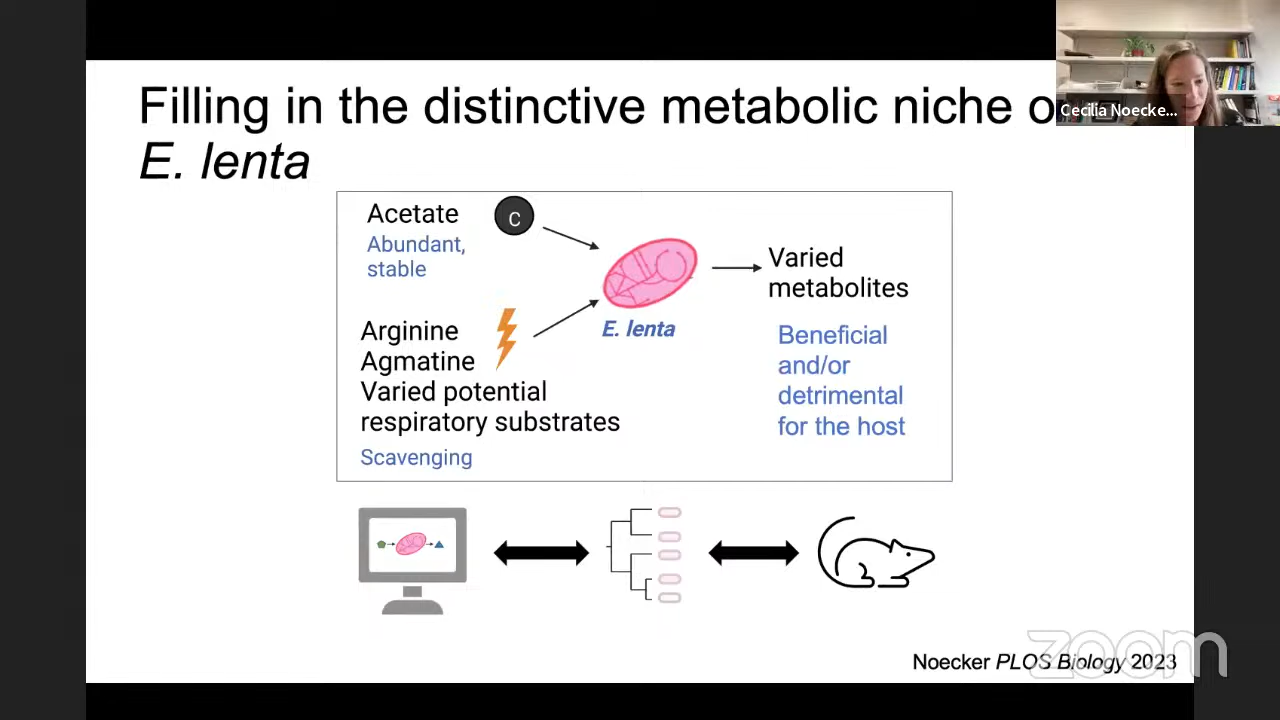 Filling in the distinctive metabolic niche o
E. lenta
Cecilia Noecke...
Acetate
C
Abundant,
stable
Arginine
Agmatine
Varied potential
respiratory substrates
Scavenging
E. lenta
Varied
metabolites
Beneficial
and/or
detrimental
for the host
Noecker PLOS Biology 2023
zoom